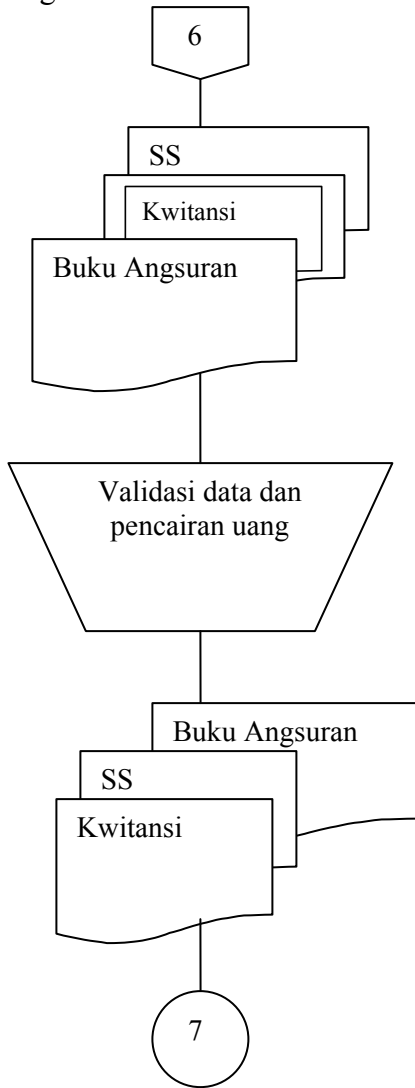 6
SS
Kwitansi
Buku Angsuran
Validasi data dan
pencairan uang
Buku Angsuran
SS
Kwitansi
7